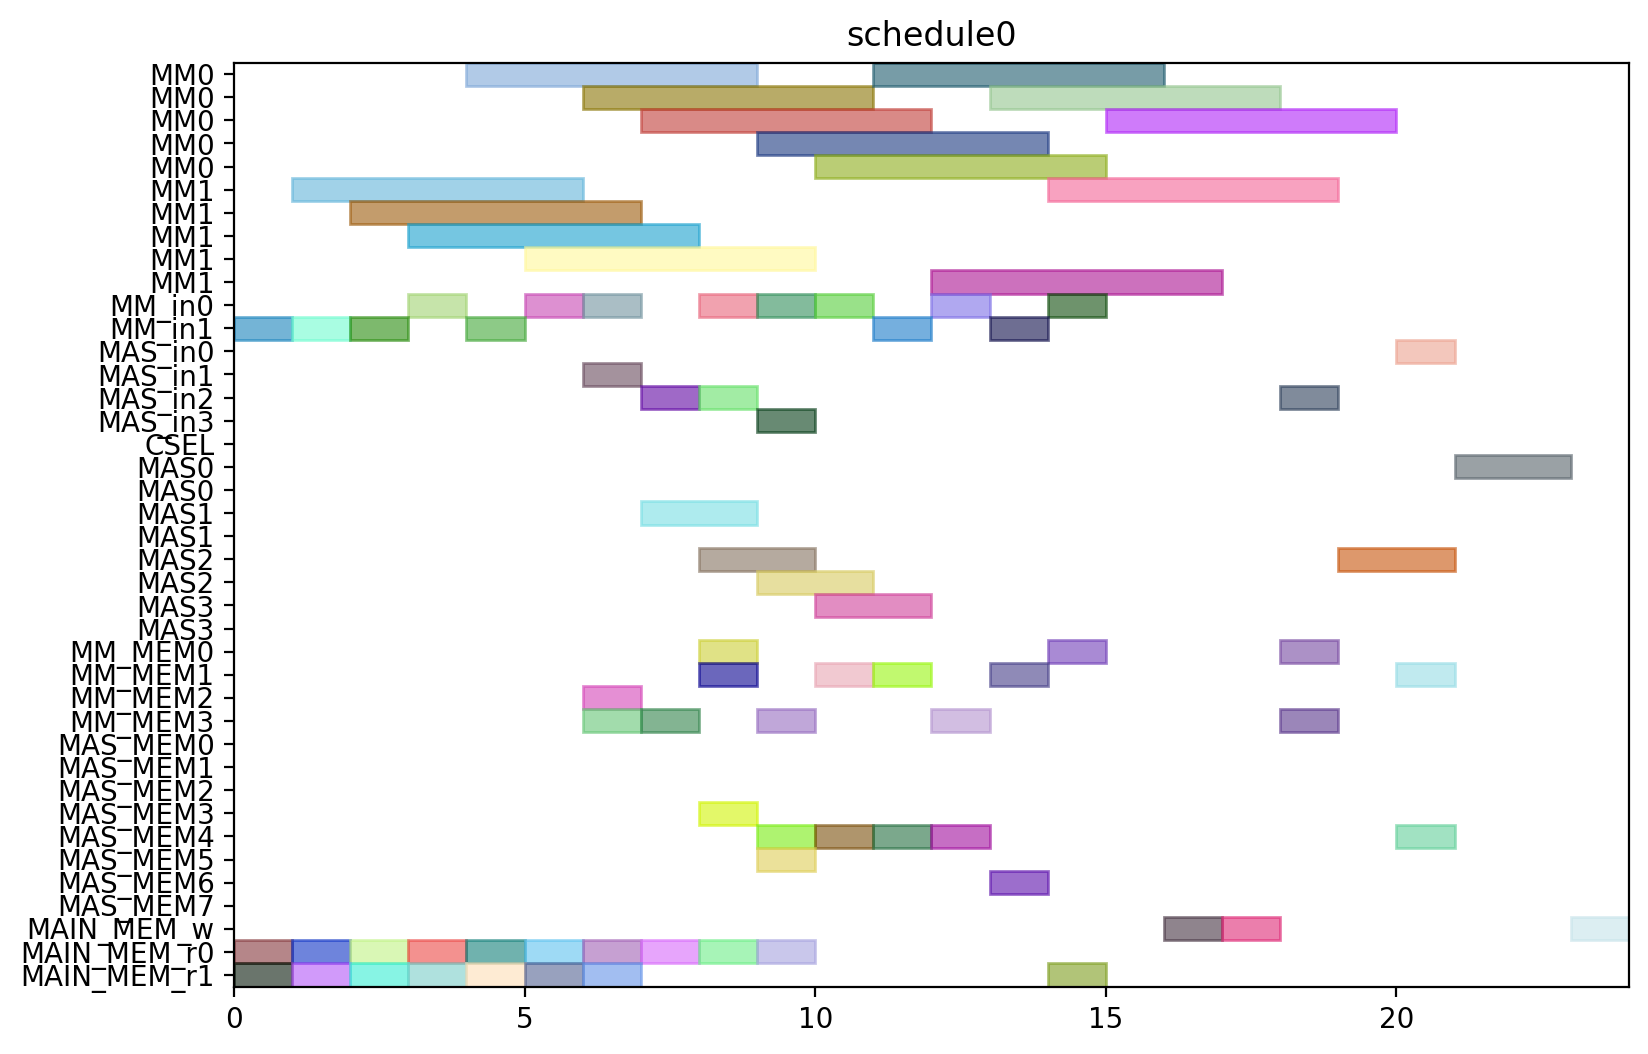 schedule0
MM0
MM0
MM0
MM0
MM0
MM1
MM1
MM1
MM1
MM1
MM_in0
MM_in1
MAS_in0
MAS_in1
MAS_in2
MAS_in3
CSEL
MAS0
MAS0
MAS1
MAS1
MAS2
MAS2
MAS3
MAS3
MM_MEM0
MM_MEM1
MM_MEM2
MM_MEM3
MAS_MEM0
MAS_MEM1
MAS_MEM2
MAS_MEM3
MAS_MEM4
MAS_MEM5
MAS_MEM6
MAS_MEM7
MAIN_MEM_w
MAIN_MEM_r0
MAIN_MEM_r1
0 5 10 15 20